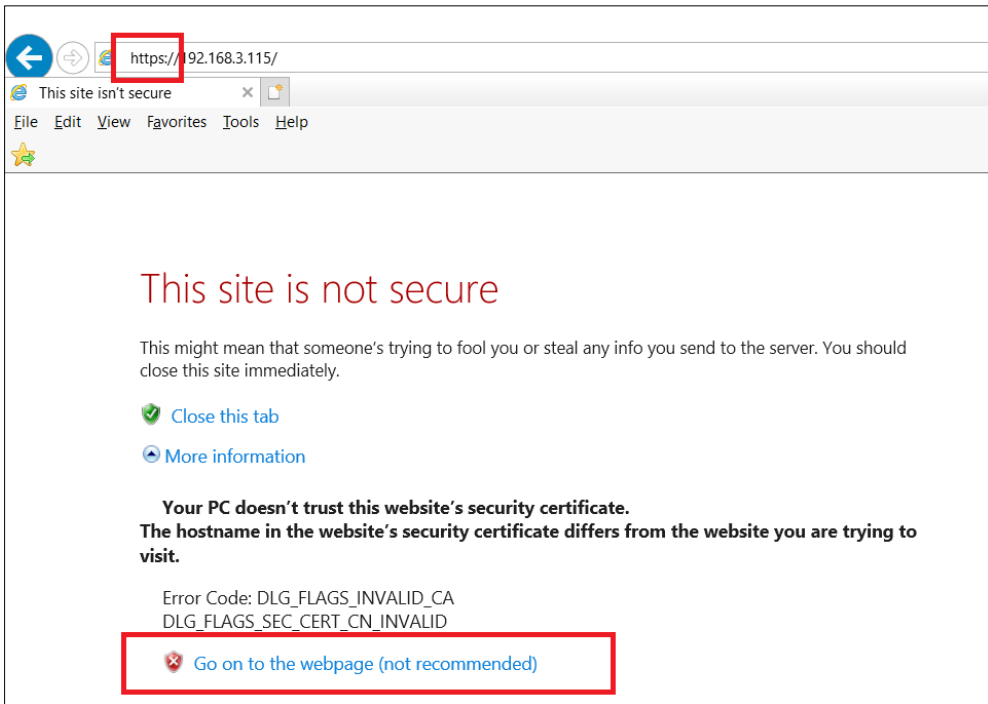 https://192.168.3.115/
This site isn't secure
File Edit View Favorites Tools Help
This site is not secure
This might mean that someone's trying to fool you or steal any info you send to the server. You should
close this site immediately.
Close this tab
More information
Your PC doesn't trust this website's security certificate.
The hostname in the website's security certificate differs from the website you are trying to
visit.
Error Code: DLG_FLAGS_INVALID_CA
DLG_FLAGS_SEC_CERT_CN_INVALID
Go on to the webpage (not recommended)